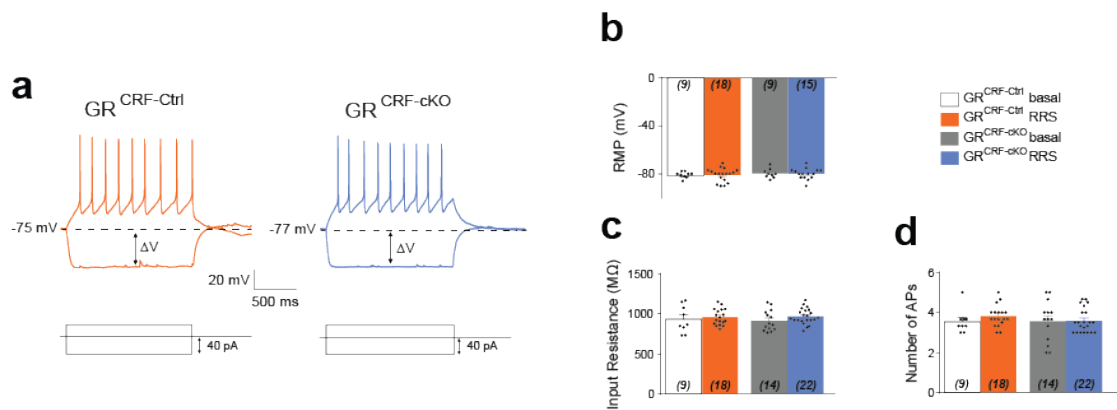 a
GR CRF-Ctrl
GR CRF-cKO
-75 mV
-77 mV
ΔV
ΔV
20 mV
500 ms
40 pA
40 pA
b
RMP (mV)
0
-40
-80
(9)
(18)
(9)
(15)
GR CRF-Ctrl basal
GR CRF-Ctrl RRS
GR CRF-cKO basal
GR CRF-cKO RRS
c
Input Resistance (MΩ)
1500
1000
500
0
(9)
(18)
(14)
(22)
d
Number of APs
6
4
2
0
(9)
(18)
(14)
(22)